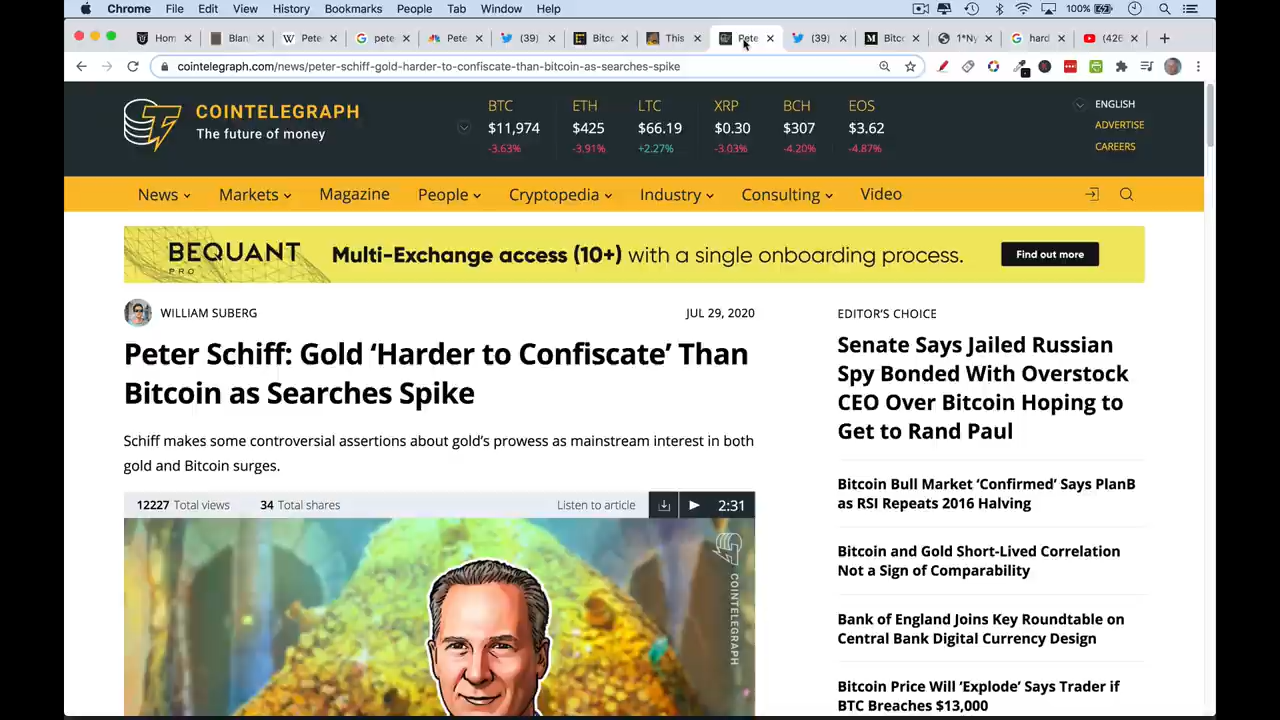 Chrome File Edit View History Bookmarks People Tab Window Help 100%
Hom Blan Pete pete Pete (39) Bitco This Pete (39) Bitc 1*Ny hard (426
cointelegraph.com/news/peter-schiff-gold-harder-to-confiscate-than-bitcoin-as-searches-spike
COINTELEGRAPH
The future of money
BTC ETH LTC XRP BCH EOS
$11,974 $425 $66.19 $0.30 $307 $3.62
-3.63% -3.91% +2.27% -3.03% -4.20% -4.87%
ENGLISH
ADVERTISE
CAREERS
News Markets Magazine People Cryptopedia Industry Consulting Video
BEQUANT
PRO
Multi-Exchange access (10+) with a single onboarding process.
Find out more
WILLIAM SUBERG JUL 29, 2020
Peter Schiff: Gold ‘Harder to Confiscate’ Than
Bitcoin as Searches Spike
Schiff makes some controversial assertions about gold’s prowess as mainstream interest in both
gold and Bitcoin surges.
12227 Total views 34 Total shares Listen to article 2:31
COINTELEGRAPH
EDITOR’S CHOICE
Senate Says Jailed Russian
Spy Bonded With Overstock
CEO Over Bitcoin Hoping to
Get to Rand Paul
Bitcoin Bull Market ‘Confirmed’ Says PlanB
as RSI Repeats 2016 Halving
Bitcoin and Gold Short-Lived Correlation
Not a Sign of Comparability
Bank of England Joins Key Roundtable on
Central Bank Digital Currency Design
Bitcoin Price Will ‘Explode’ Says Trader if
BTC Breaches $13,000